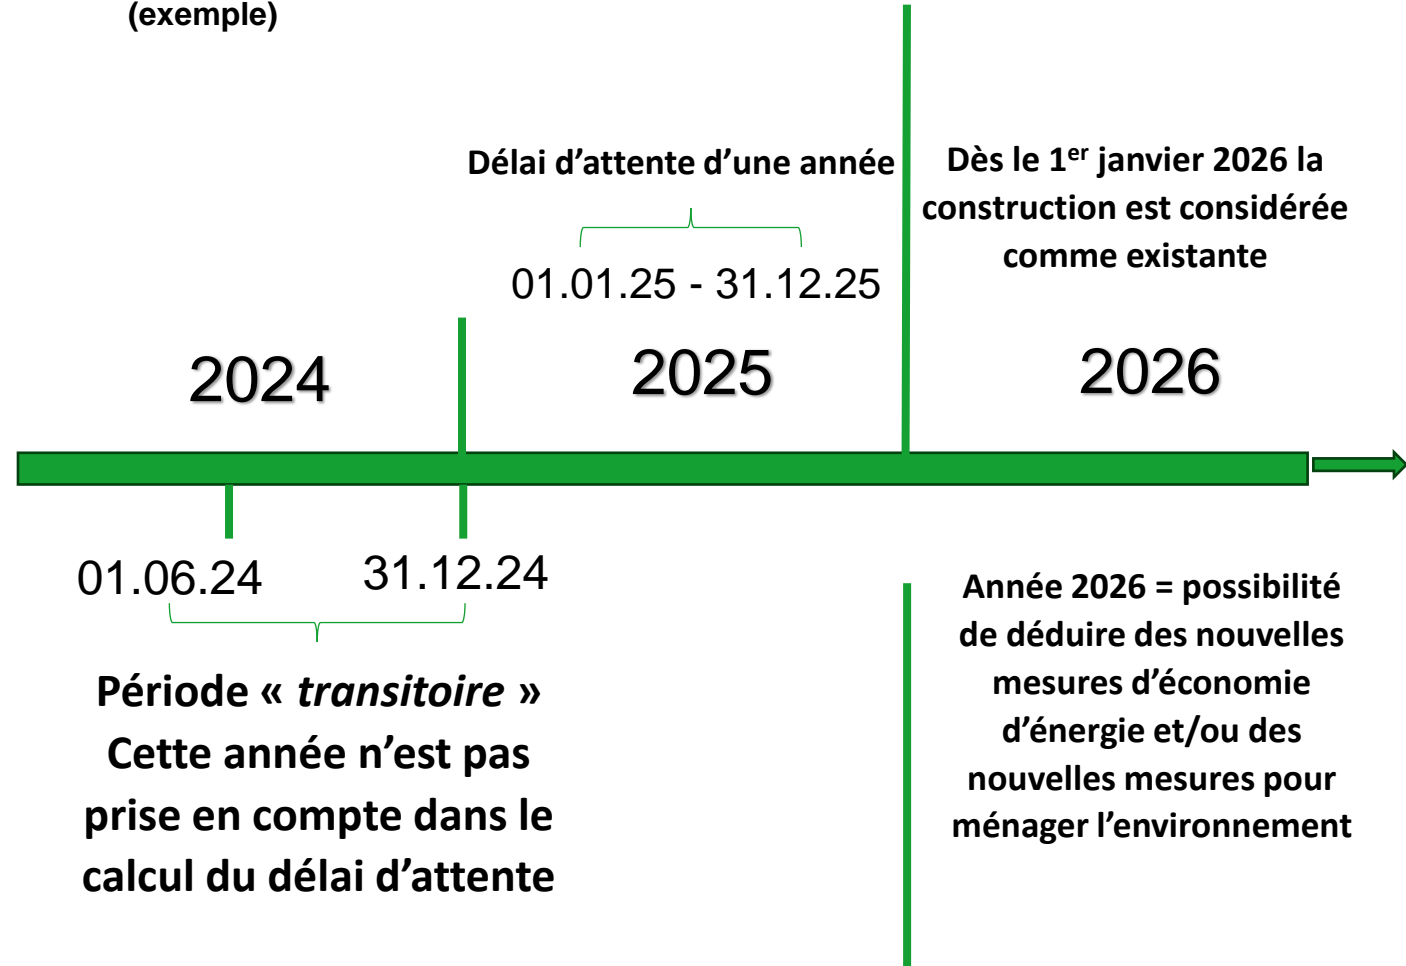 (exemple)
Délai d’attente d’une année
01.01.25 - 31.12.25
Dès le 1er janvier 2026 la
construction est considérée
comme existante
2024
2025
2026
01.06.24
31.12.24
Période « transitoire »
Cette année n’est pas
prise en compte dans le
calcul du délai d’attente
Année 2026 = possibilité
de déduire des nouvelles
mesures d’économie
d’énergie et/ou des
nouvelles mesures pour
ménager l’environnement